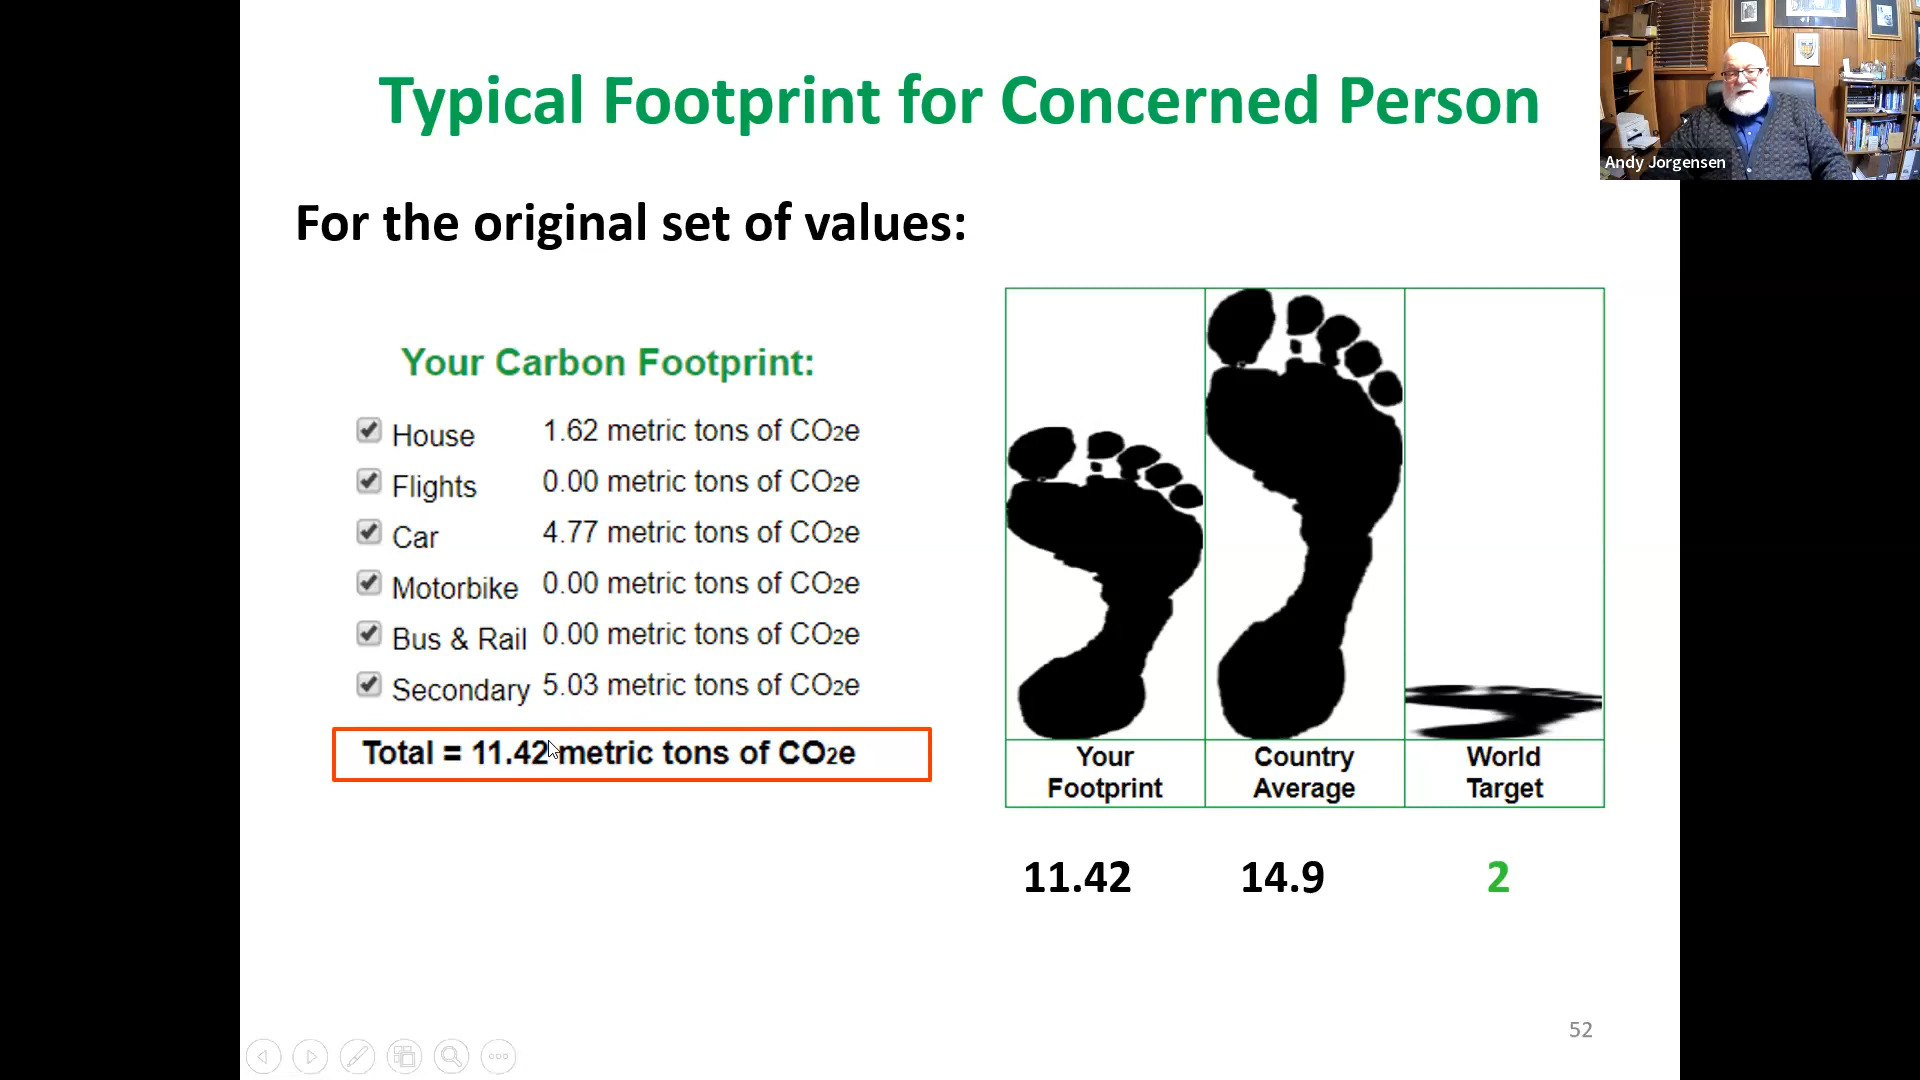 Typical Footprint for Concerned Person
Andy Jorgensen
For the original set of values:
Your Carbon Footprint:
House 1.62 metric tons of CO2e
Flights 0.00 metric tons of CO2e
Car 4.77 metric tons of CO2e
Motorbike 0.00 metric tons of CO2e
Bus & Rail 0.00 metric tons of CO2e
Secondary 5.03 metric tons of CO2e
Total = 11.42 metric tons of CO2e
Your Footprint
Country Average
World Target
11.42 14.9 2
52